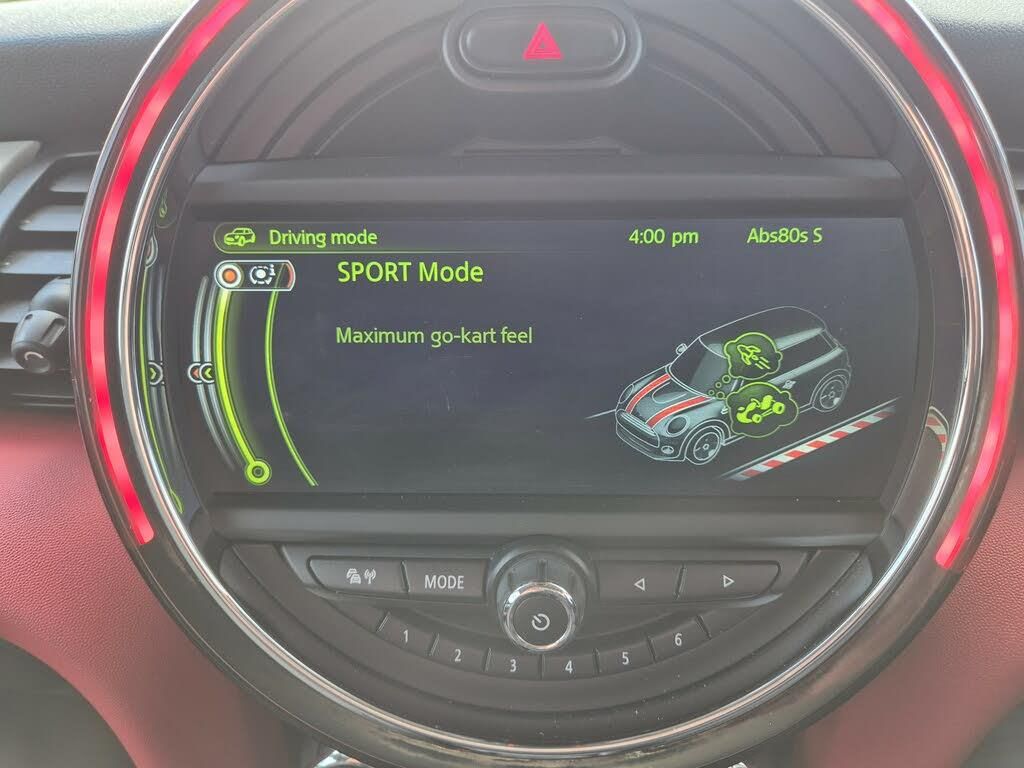 Driving mode
4:00 pm
Abs80s S
SPORT Mode
Maximum go-kart feel
MODE
1
2
3
4
5
6